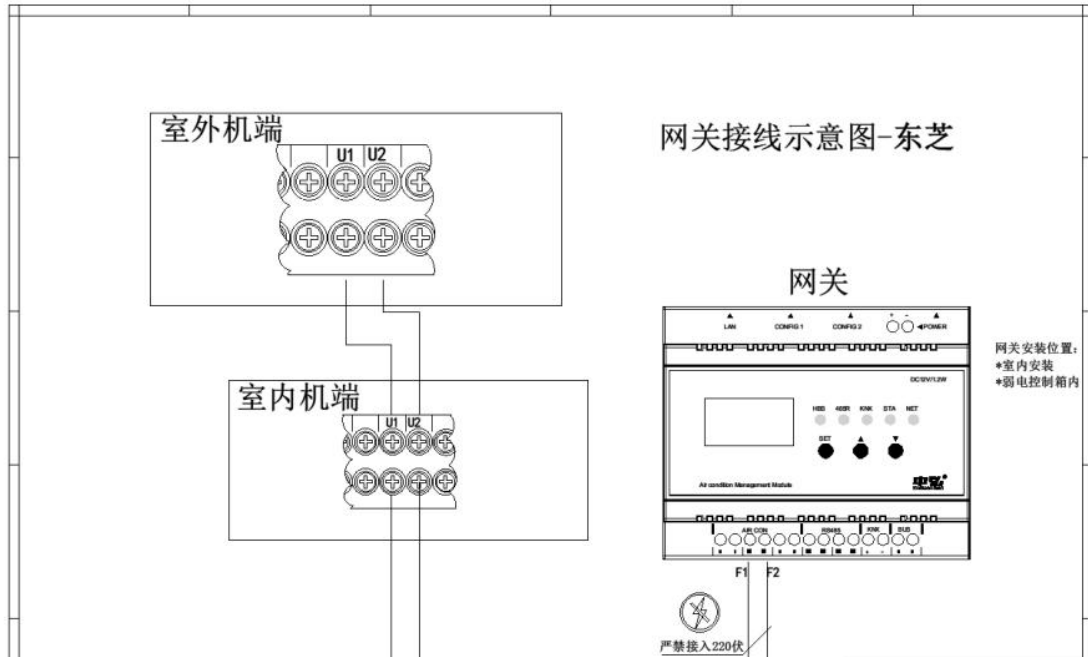 室外机端
U1 U2
网关接线示意图-东芝
网关
LAN
CONFIG 1
CONFIG 2
+ -
◀POWER
网关安装位置:
*室内安装
*弱电控制箱内
DC12V/1.2W
HBS 485R KNX DTA NET
SET ▲ ▼
Air condition Management Module
室内机端
U1 U2
AIR CON RS485 KNX BUS
F1 F2
严禁接入220伏